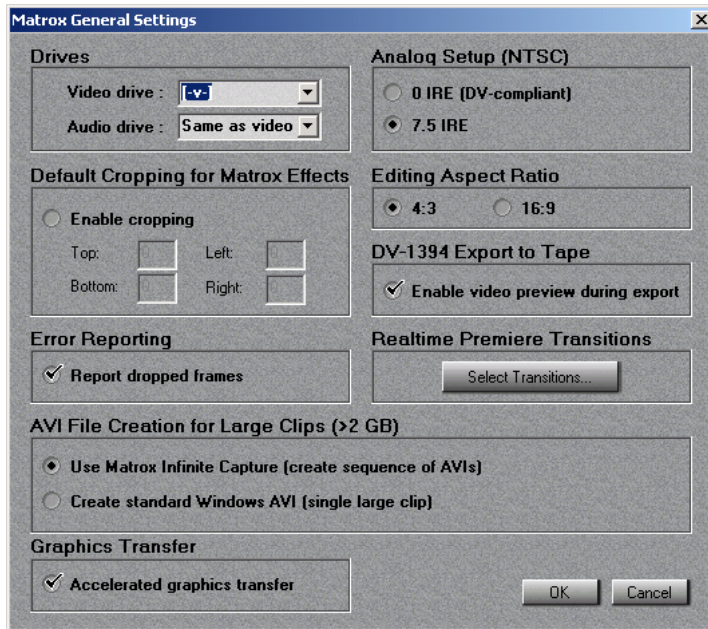 Matrox General Settings
Drives
Video drive : [-v-]
Audio drive : Same as video
Default Cropping for Matrox Effects
Enable cropping
Top: 0 Left: 0
Bottom: 0 Right: 0
Error Reporting
Report dropped frames
Analog Setup (NTSC)
0 IRE (DV-compliant)
7.5 IRE
Editing Aspect Ratio
4:3 16:9
DV-1394 Export to Tape
Enable video preview during export
Realtime Premiere Transitions
Select Transitions...
AVI File Creation for Large Clips (>2 GB)
Use Matrox Infinite Capture (create sequence of AVIs)
Create standard Windows AVI (single large clip)
Graphics Transfer
Accelerated graphics transfer
OK Cancel